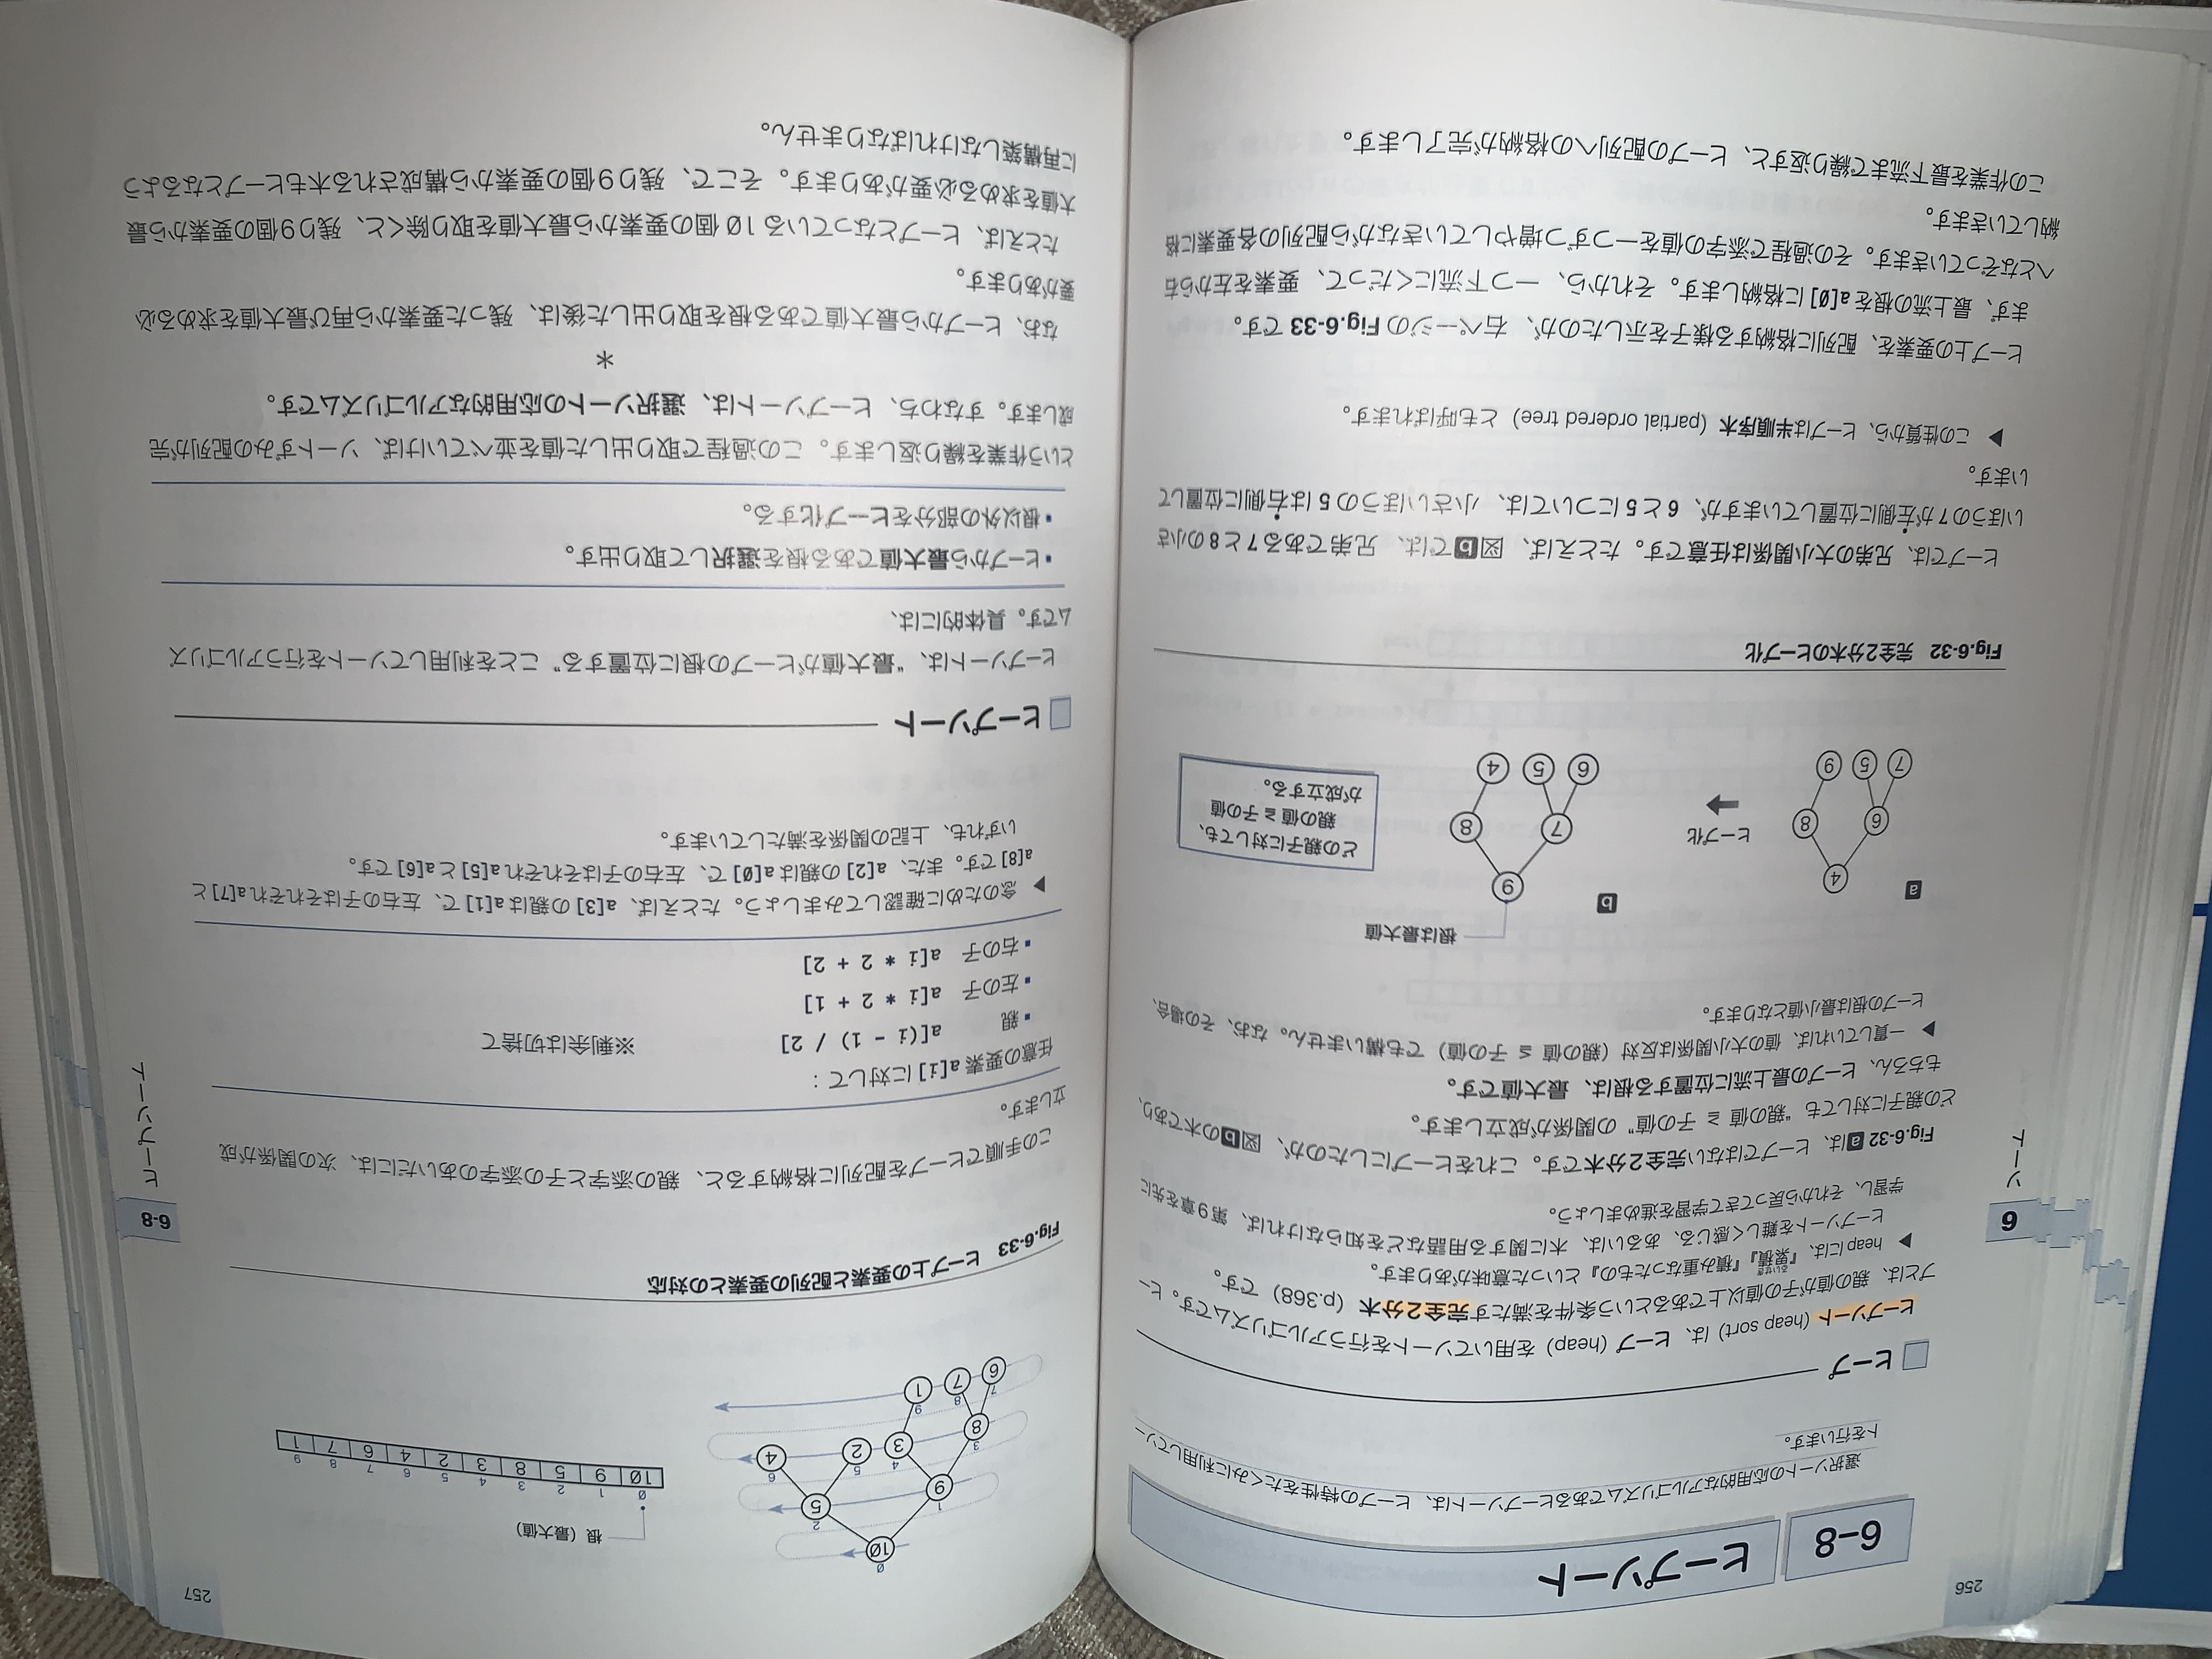 256
6-8 ヒープソート
選択ソートの応用的なアルゴリズムであるヒープソートは、ヒープの特性をたくみに利用してソー
トを行います。
ヒープ
ヒープソート(heap sort)は、ヒープ(heap)を用いてソートを行うアルゴリズムです。ヒー
プとは、親の値が子の値以上であるという条件を満たす完全2分木(p.368)です。
るいせき
▶ heapには、『累積』『積み重なったもの』といった意味があります。
ヒープソートを難しく感じる、あるいは、木に関する用語などを知らなければ、第9章を先に
学習し、それから戻ってきて学習を進めましょう。
Fig.6-32 aは、ヒープではない完全2分木です。これをヒープにしたのが、図bの木であり、
どの親子に対しても“親の値 ≧ 子の値”の関係が成立します。
もちろん、ヒープの最上流に位置する根は、最大値です。
▶ 一貫していれば、値の大小関係は反対(親の値 ≦ 子の値)でも構いません。なお、その場合、
ヒープの根は最小値となります。
根は最大値
a
b
4
9
6 8
7 8
ヒープ化
7 5 9
6 5 4
どの親子に対しても、
親の値 ≧ 子の値
が成立する。
Fig.6-32 完全2分木のヒープ化
ヒープでは、兄弟の大小関係は任意です。たとえば、図bでは、兄弟である7と8の小さ
いほうの7が左側に位置していますが、6と5については、小さいほうの5は右側に位置して
います。
▶ この性質から、ヒープは半順序木(partial ordered tree)とも呼ばれます。
ヒープ上の要素を、配列に格納する様子を示したのが、右ページのFig.6-33です。
まず、最上流の根をa[0]に格納します。それから、一つ下流にくだって、要素を左から右
へとなぞっていきます。その過程で添字の値を一つずつ増やしていきながら配列の各要素に格
納していきます。
この作業を最下流まで繰り返すと、ヒープの配列への格納が完了します。
6
ソート
257
0
10
1 2
9 5
3 4 5 6
8 3 2 4
7 8 9
6 7 1
根(最大値)
0 1 2 3 4 5 6 7 8 9
10 9 5 8 3 2 4 6 7 1
Fig.6-33 ヒープ上の要素と配列の要素との対応
この手順でヒープを配列に格納すると、親の添字と子の添字のあいだには、次の関係が成
立します。
任意の要素a[i]に対して:
▪親 a[(i - 1) / 2] ※剰余は切捨て
▪左の子 a[i * 2 + 1]
▪右の子 a[i * 2 + 2]
▶ 念のために確認してみましょう。たとえば、a[3]の親はa[1]で、左右の子はそれぞれa[7]と
a[8]です。また、a[2]の親はa[0]で、左右の子はそれぞれa[5]とa[6]です。
いずれも、上記の関係を満たしています。
ヒープソート
ヒープソートは、“最大値がヒープの根に位置する”ことを利用してソートを行うアルゴリズ
ムです。具体的には、
▪ヒープから最大値である根を選択して取り出す。
▪根以外の部分をヒープ化する。
という作業を繰り返します。この過程で取り出した値を並べていけば、ソートずみの配列が完
成します。すなわち、ヒープソートは、選択ソートの応用的なアルゴリズムです。
*
なお、ヒープから最大値である根を取り出した後は、残った要素から再び最大値を求める必
要があります。
たとえば、ヒープとなっている10個の要素から最大値を取り除くと、残り9個の要素から最
大値を求める必要があります。そこで、残り9個の要素から構成される木もヒープとなるよう
に再構築しなければなりません。
6-8
ヒープソート